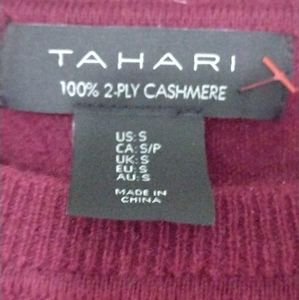 TAHARI
100% 2-PLY CASHMERE
US: S
CA: S/P
UK: S
EU: S
AU: S
MADE IN
CHINA